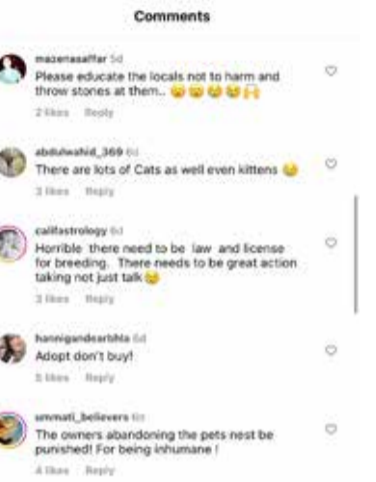 Comments
mazenasaffar 5d
Please educate the locals not to harm and
throw stones at them.. 😢😢😢😢🙌
2 likes Reply
abdulwahid_369 6d
There are lots of Cats as well even kittens 😢
3 likes Reply
califastrology 6d
Horrible there need to be law and license
for breeding. There needs to be great action
taking not just talk😢
3 likes Reply
hannigandearbhla 6d
Adopt don't buy!
5 likes Reply
ummati_believers 6d
The owners abandoning the pets nest be
punished! For being inhumane !
4 likes Reply